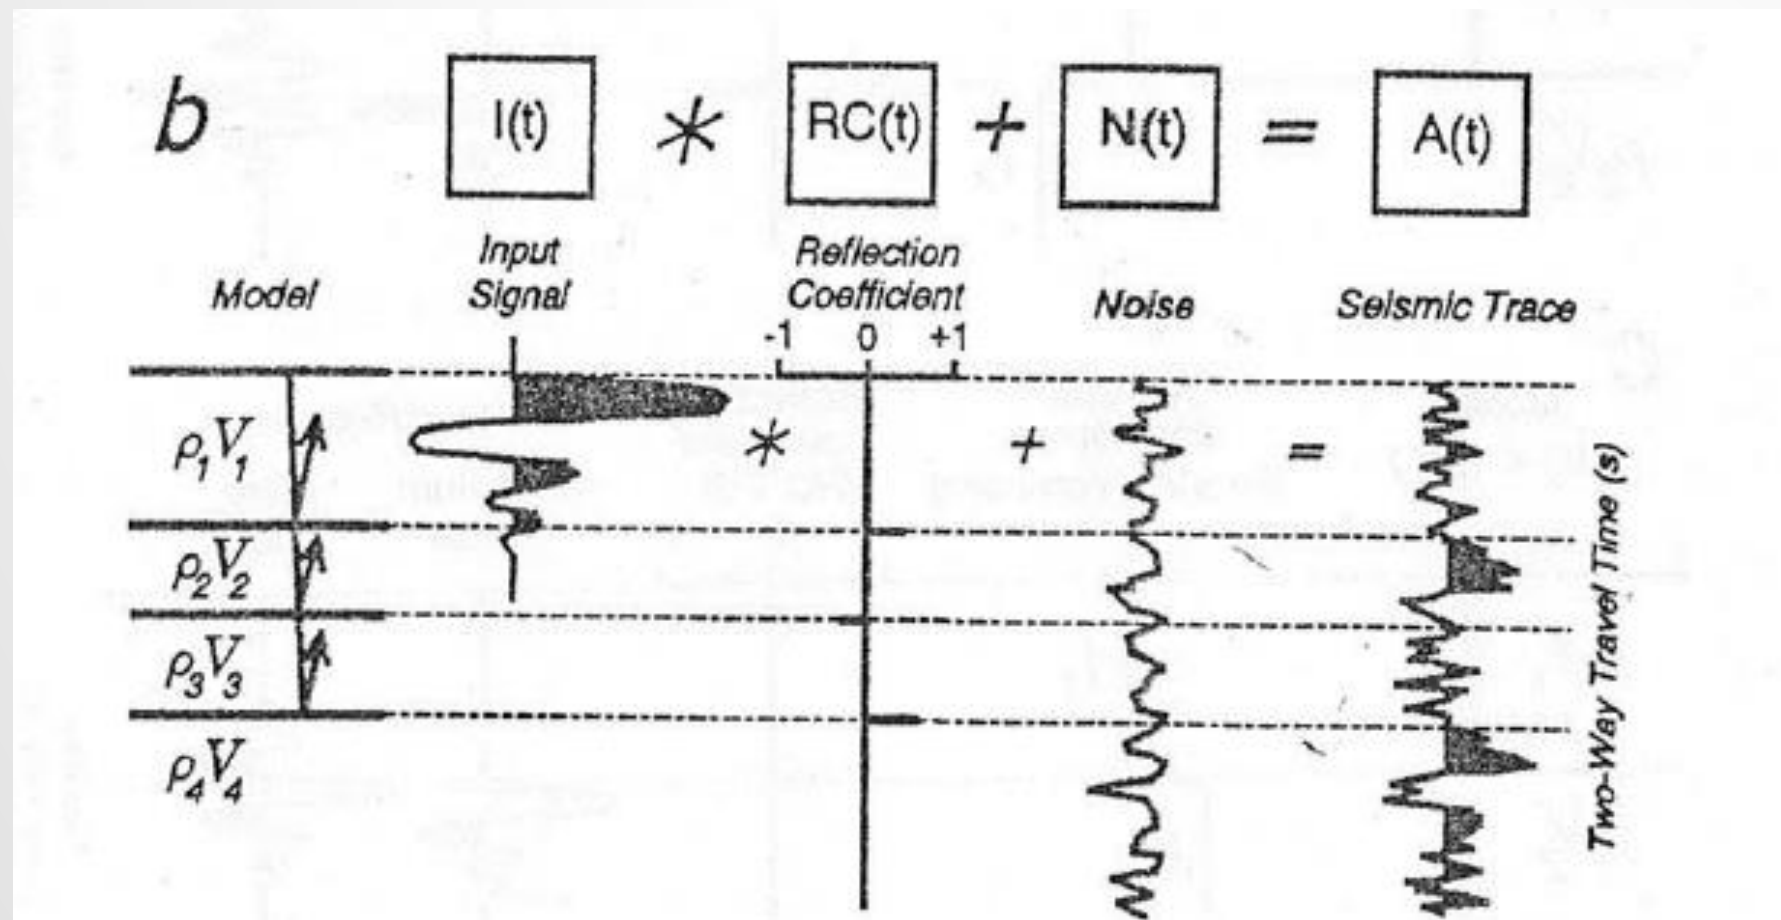 b I(t) * RC(t) + N(t) = A(t)
Model
Input
Signal
Reflection
Coefficient
-1 0 +1
Noise
Seismic Trace
* + =
ρ₁V₁
ρ₂V₂
ρ₃V₃
ρ₄V₄
Two-Way Travel Time (s)